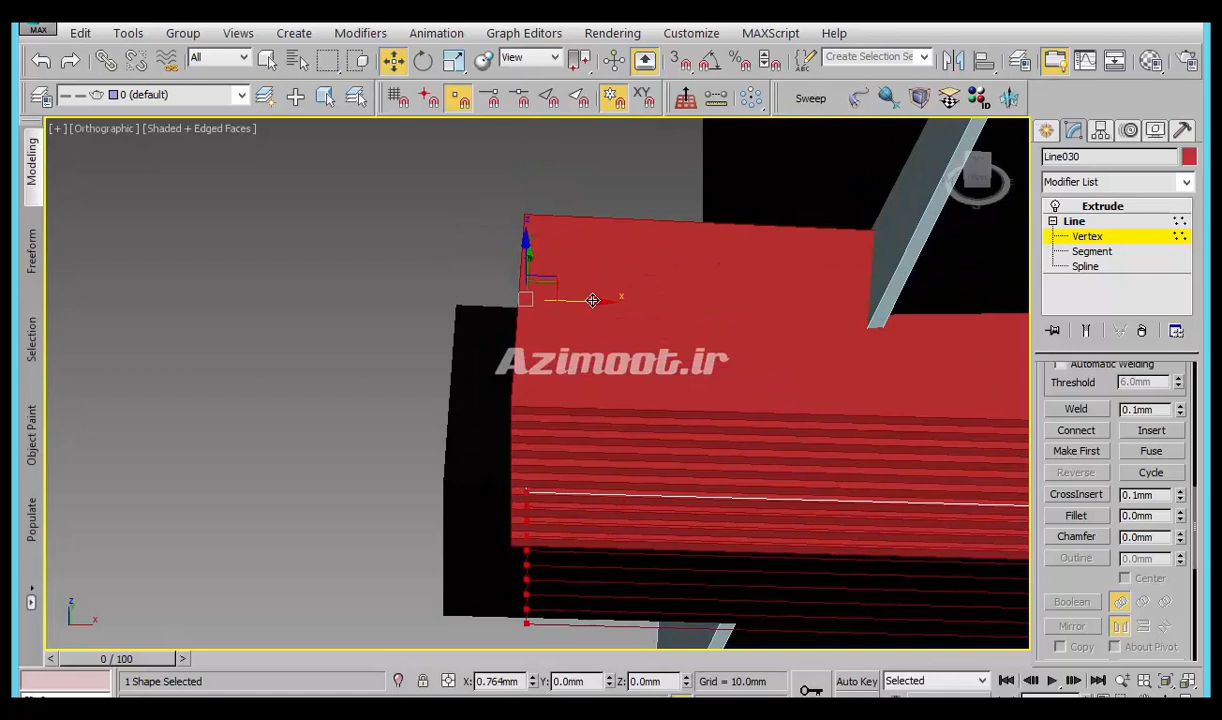 MAX Edit Tools Group Views Create Modifiers Animation Graph Editors Rendering Customize MAXScript Help
All View Create Selection Se
0 (default) XY Sweep ID
[ + ] [Orthographic ] [Shaded + Edged Faces ]
Modeling
Freeform
Selection
Object Paint
Populate
Line030
Modifier List
Extrude
Line
Vertex
Segment
Spline
z
x
Azimoot.ir
Automatic Welding
Threshold 6.0mm
Weld 0.1mm
Connect Insert
Make First Fuse
Reverse Cycle
CrossInsert 0.1mm
Fillet 0.0mm
Chamfer 0.0mm
Outline 0.0mm
Center
Boolean
Mirror
Copy About Pivot
z
x
< 0 / 100 >
1 Shape Selected X: 0.764mm Y: 0.0mm Z: 0.0mm Grid = 10.0mm Auto Key Selected